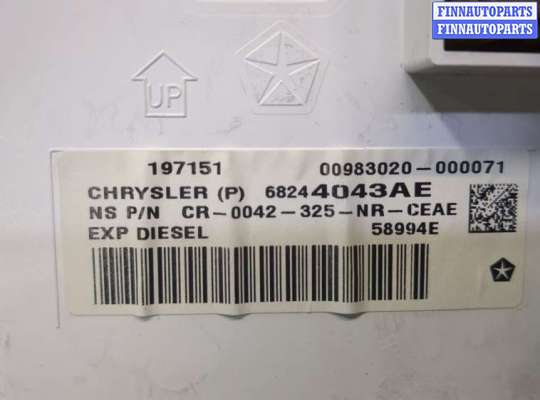 FINNAUTOPARTS
FINNAUTOPARTS
UP
197151 00983020-000071
CHRYSLER (P) 68244043AE
NS P/N CR-0042-325-NR-CEAE
EXP DIESEL 58994E